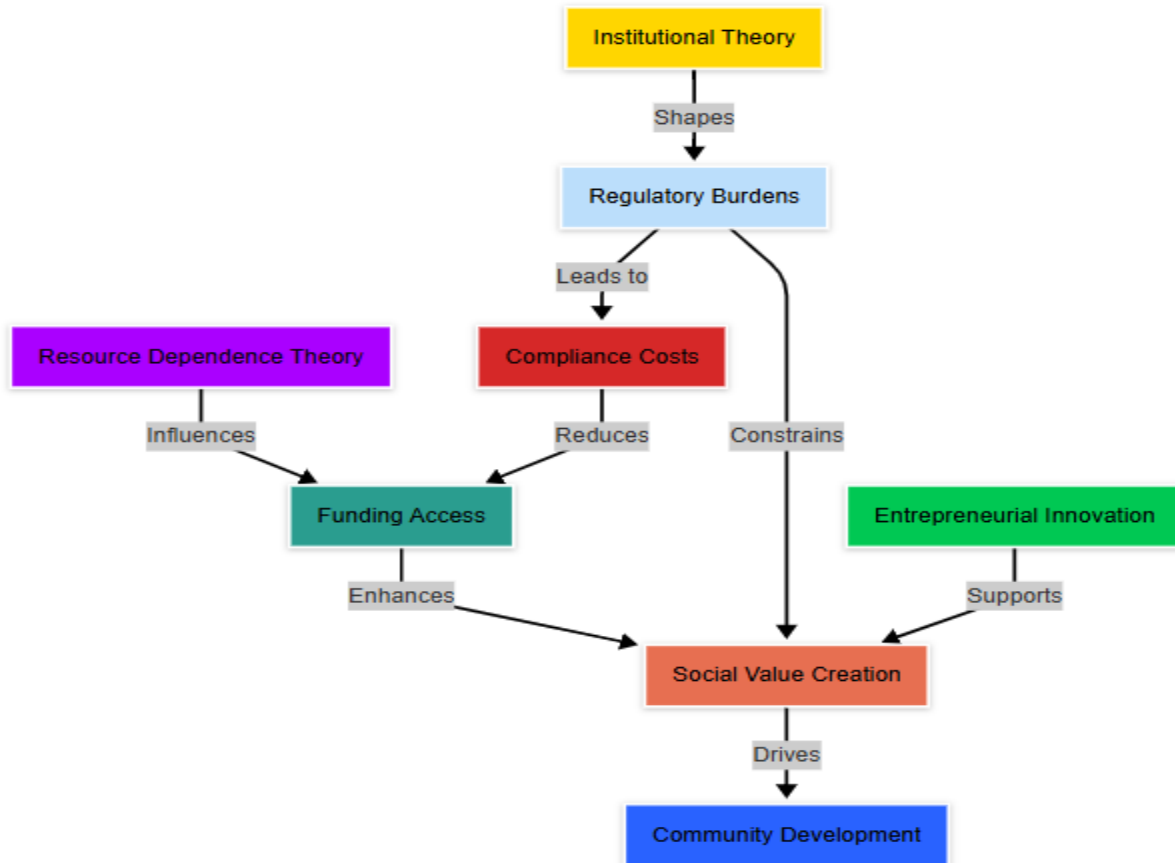 Institutional Theory
Shapes
Regulatory Burdens
Leads to
Resource Dependence Theory
Compliance Costs
Influences
Reduces
Constrains
Funding Access
Entrepreneurial Innovation
Enhances
Supports
Social Value Creation
Drives
Community Development